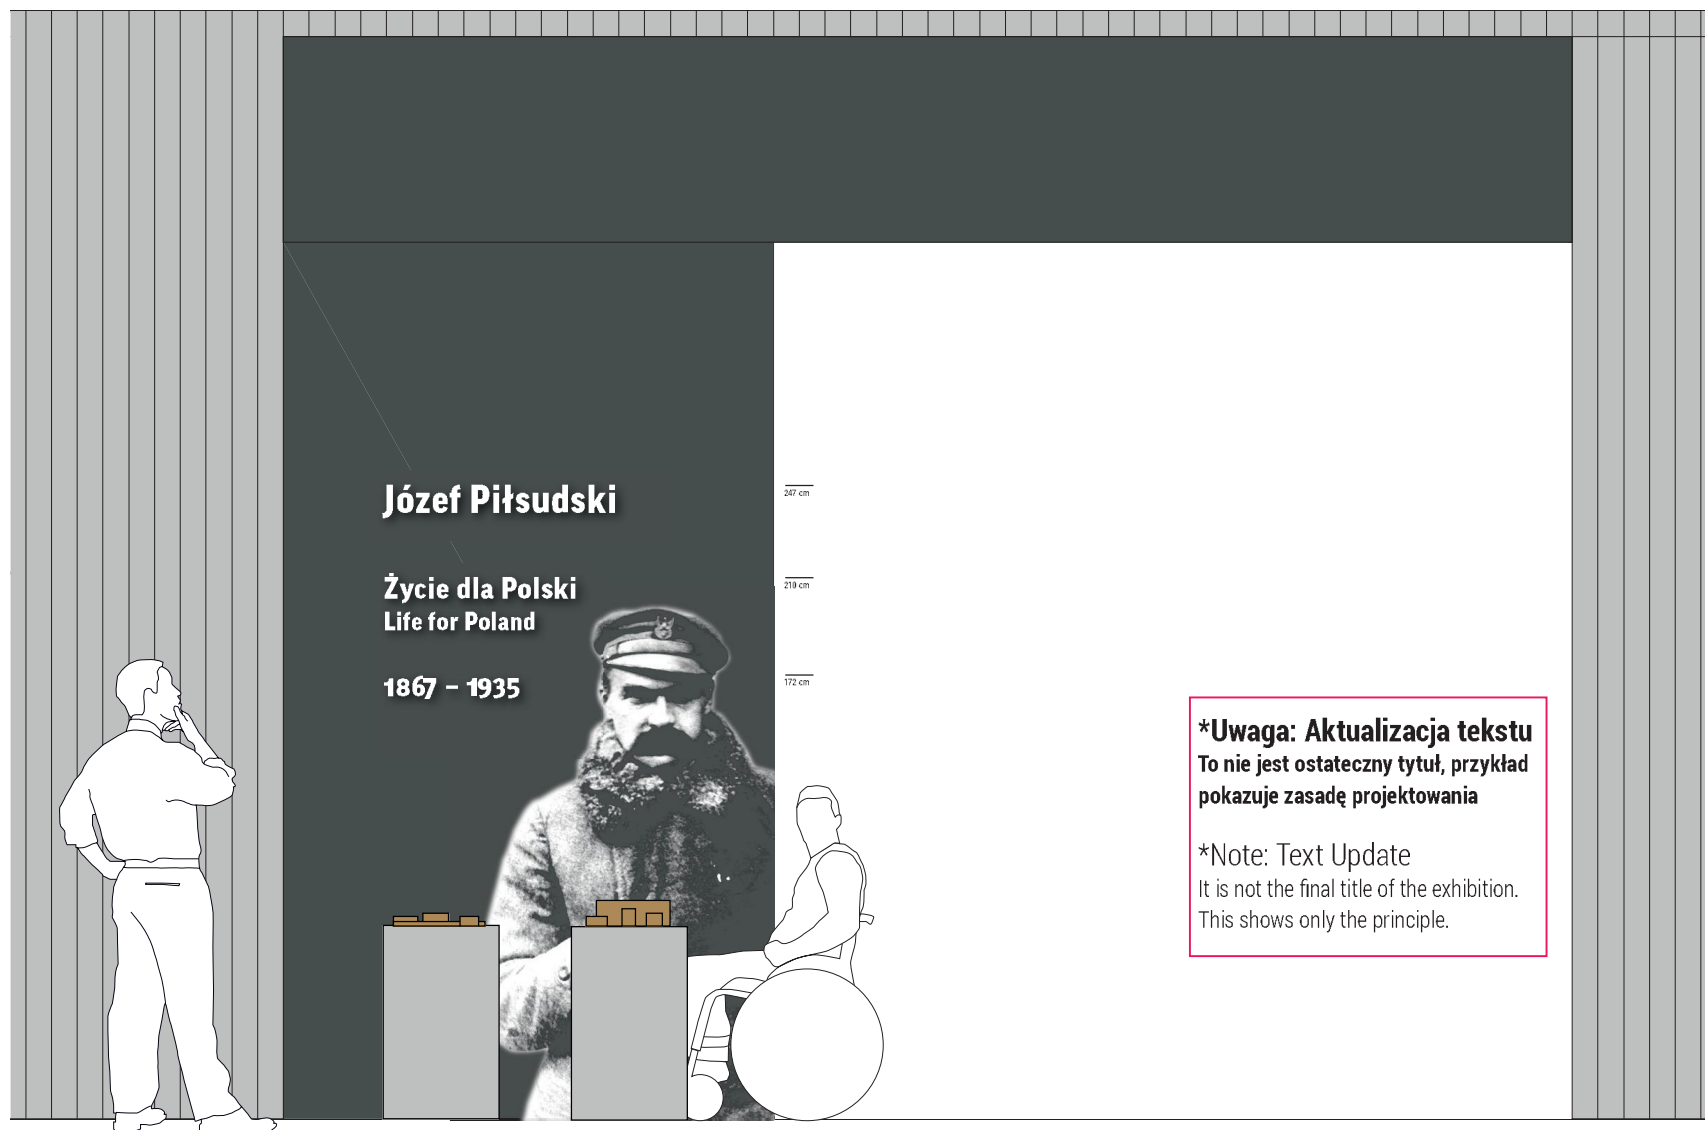 Józef Piłsudski
Życie dla Polski
Life for Poland
1867 – 1935
247 cm
210 cm
172 cm
*Uwaga: Aktualizacja tekstu
To nie jest ostateczny tytuł, przykład
pokazuje zasadę projektowania
*Note: Text Update
It is not the final title of the exhibition.
This shows only the principle.